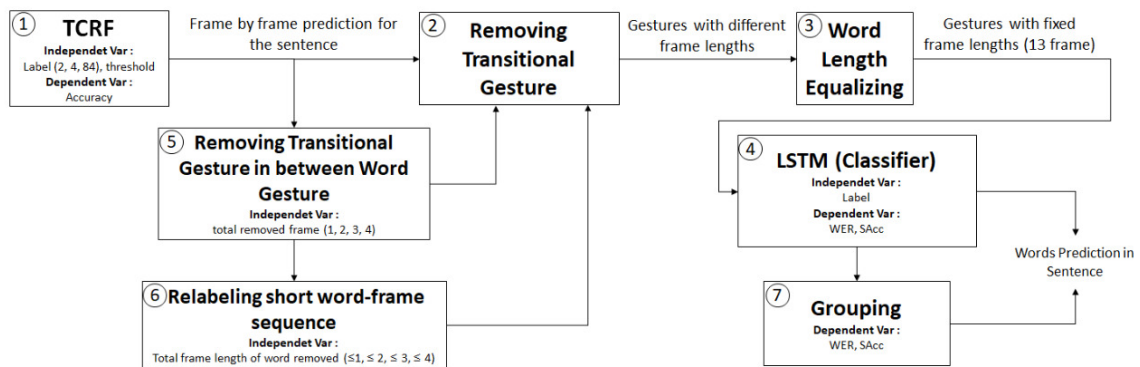 1
TCRF
Independet Var :
Label (2, 4, 84), threshold
Dependent Var :
Accuracy
Frame by frame prediction for
the sentence
2
Removing
Transitional
Gesture
Gestures with different
frame lengths
3
Word
Length
Equalizing
Gestures with fixed
frame lengths (13 frame)
5
Removing Transitional
Gesture in between Word
Gesture
Independet Var :
total removed frame (1, 2, 3, 4)
4
LSTM (Classifier)
Independet Var :
Label
Dependent Var :
WER, SAcc
Words Prediction in
Sentence
6
Relabeling short word-frame
sequence
Independet Var :
Total frame length of word removed (≤1, ≤ 2, ≤ 3, ≤ 4)
7
Grouping
Dependent Var :
WER, SAcc